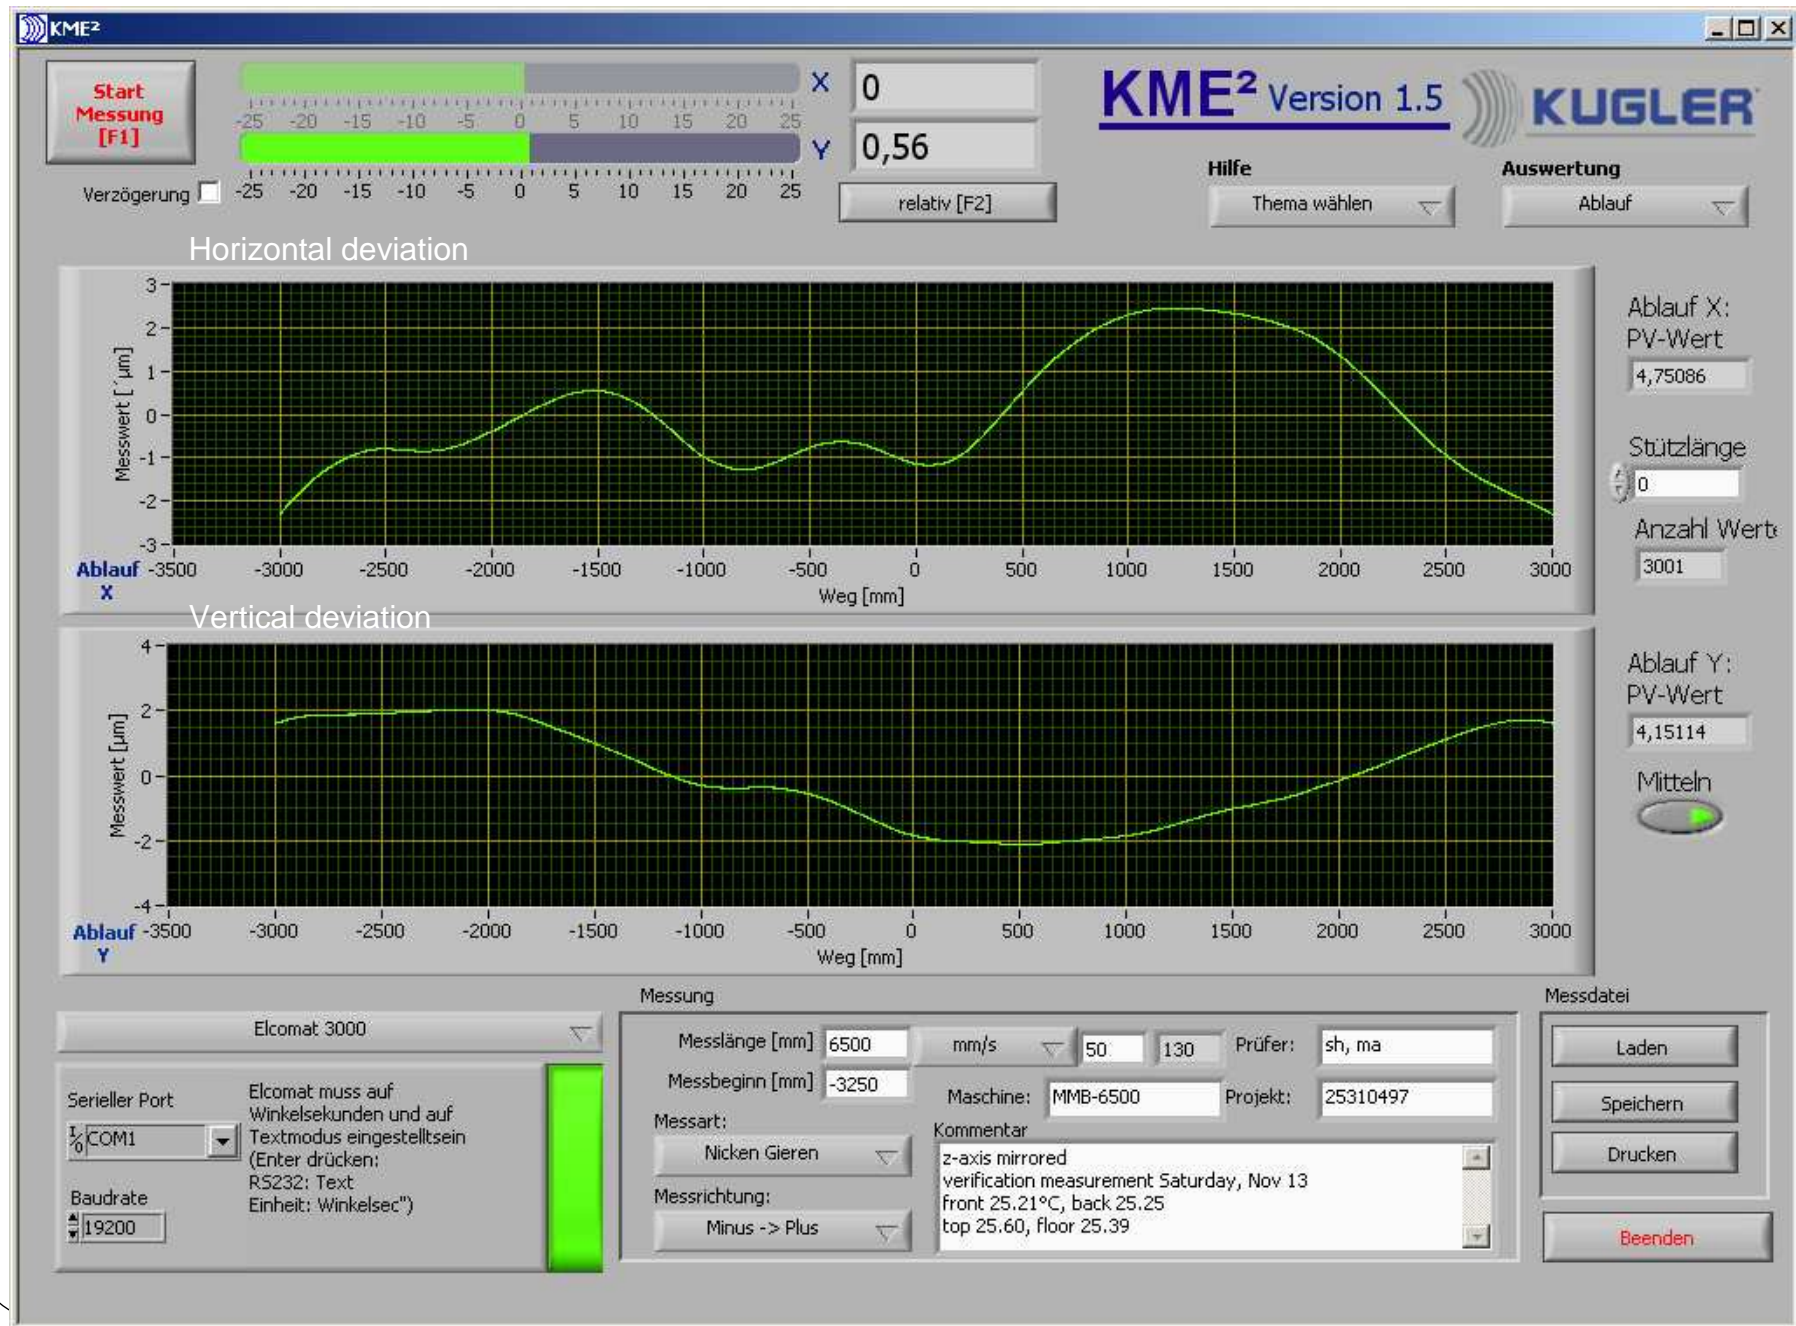 KME²
Start
Messung
[F1]
X
0
-25 -20 -15 -10 -5 0 5 10 15 20 25
Y
0,56
Verzögerung
-25 -20 -15 -10 -5 0 5 10 15 20 25
relativ [F2]
KME² Version 1.5
KUGLER
Hilfe
Thema wählen
Auswertung
Ablauf
Horizontal deviation
Messwert [´µm]
3
2
1
0
-1
-2
-3
-3500 -3000 -2500 -2000 -1500 -1000 -500 0 500 1000 1500 2000 2500 3000
Ablauf
X
Weg [mm]
Ablauf X:
PV-Wert
4,75086
Stützlänge
0
Anzahl Werte
3001
Vertical deviation
Messwert [µm]
4
2
0
-2
-4
-3500 -3000 -2500 -2000 -1500 -1000 -500 0 500 1000 1500 2000 2500 3000
Ablauf
Y
Weg [mm]
Ablauf Y:
PV-Wert
4,15114
Mitteln
Elcomat 3000
Serieller Port
COM1
Baudrate
19200
Elcomat muss auf
Winkelsekunden und auf
Textmodus eingestelltsein
(Enter drücken:
RS232: Text
Einheit: Winkelsec")
Messung
Messlänge [mm] 6500
mm/s 50 130
Prüfer: sh, ma
Messbeginn [mm] -3250
Maschine: MMB-6500
Projekt: 25310497
Messart:
Nicken Gieren
Messrichtung:
Minus -> Plus
Kommentar
z-axis mirrored
verification measurement Saturday, Nov 13
front 25.21°C, back 25.25
top 25.60, floor 25.39
Messdatei
Laden
Speichern
Drucken
Beenden